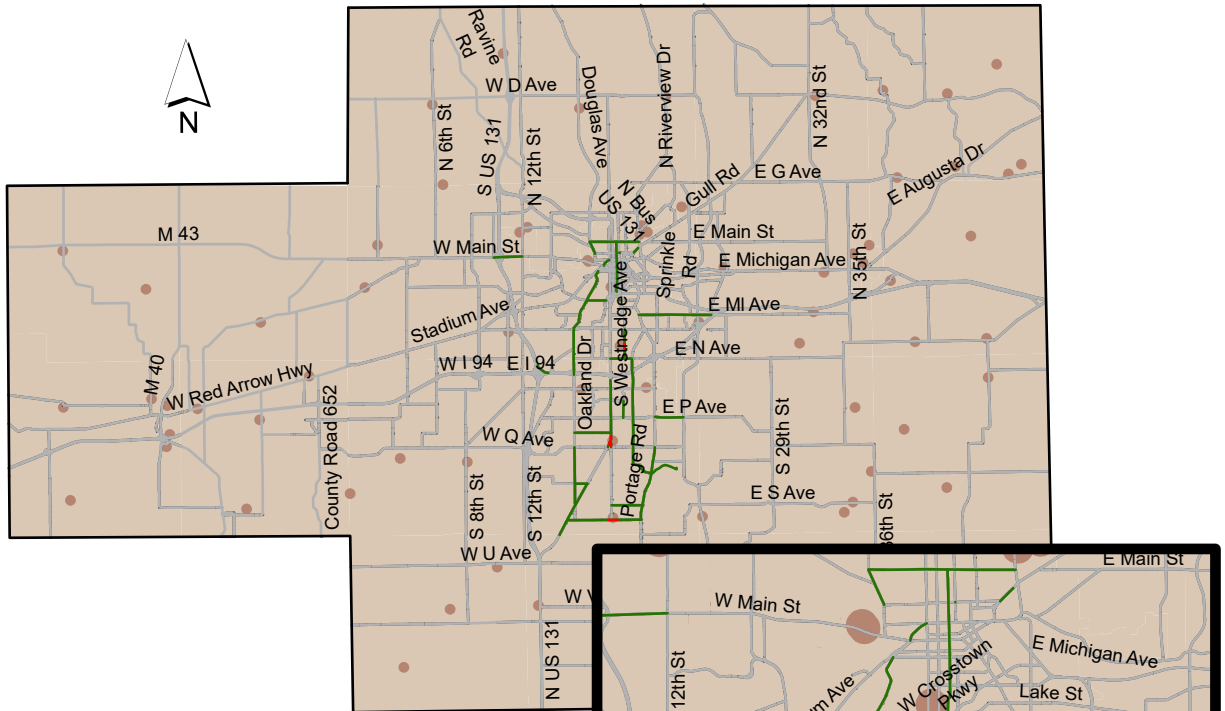 Ravine
Rd
N
W D Ave
N 6th St
S US 131
N 12th St
Douglas Ave
N Riverview Dr
N 32nd St
E G Ave
Gull Rd
E Augusta Dr
N Bus
US 131
M 43
W Main St
E Main St
Sprinkle
Rd
E Michigan Ave
N 35th St
Stadium Ave
S Westnedge Ave
E MI Ave
M 40
W Red Arrow Hwy
W I 94
E I 94
Oakland Dr
E N Ave
County Road 652
W Q Ave
E P Ave
S 29th St
S 8th St
S 12th St
Portage Rd
E S Ave
36th St
W U Ave
W V
N US 131
E Main St
W Main St
12th St
um Ave
W Crosstown
Pkwy
E Michigan Ave
Lake St